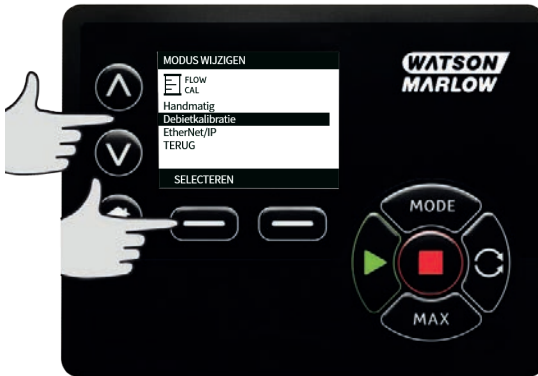 MODUS WIJZIGEN
FLOW
CAL
Handmatig
Debietkalibratie
EtherNet/IP
TERUG
SELECTEREN
WATSON
MARLOW
MODE
MAX